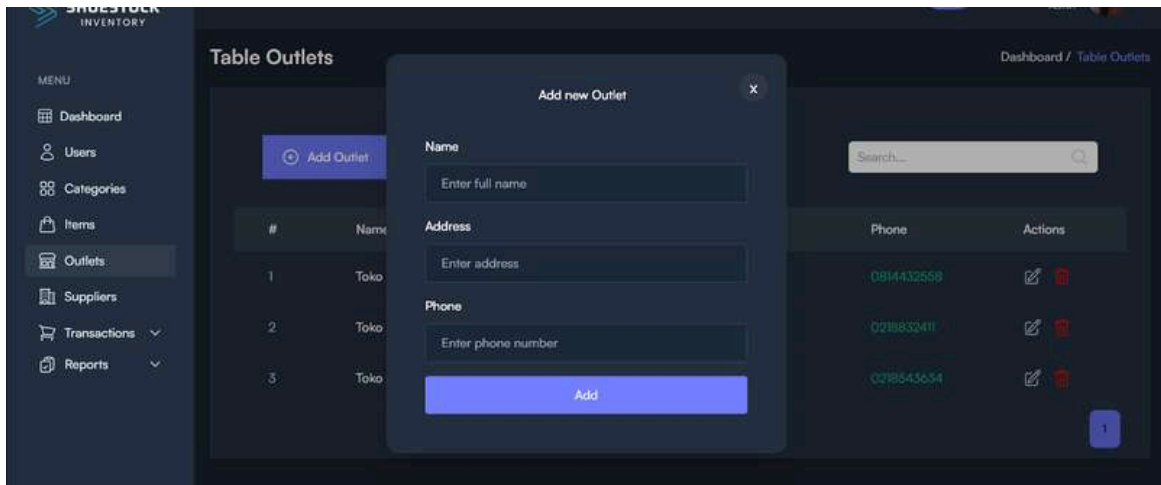 SHOESTOCK
INVENTORY
Admin
Table Outlets
Dashboard / Table Outlets
MENU
Dashboard
Users
Categories
Items
Outlets
Suppliers
Transactions
Reports
Add Outlet
Search...
Add new Outlet
x
Name
Enter full name
Address
Enter address
Phone
Enter phone number
Add
# Name Phone Actions
1 Toko 0814432558
2 Toko 0218832411
3 Toko 0218543634
1